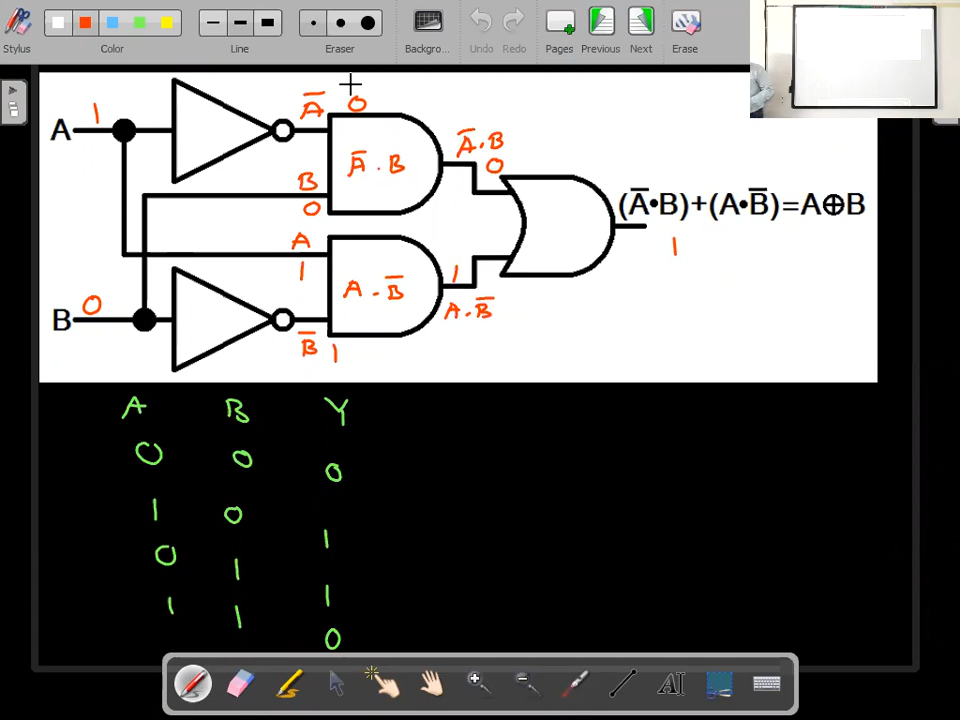 Stylus Color Line Eraser Backgro... Undo Redo Pages Previous Next Erase
A 1 A̅ 0
A̅ . B
A̅ . B
0
B
0
(A̅•B)+(A•B̅)=A⊕B
1
A
1
A . B̅
1
A . B̅
B 0
B̅ 1
A B Y
0 0 0
1 0 1
0 1 1
1 1 0
AI